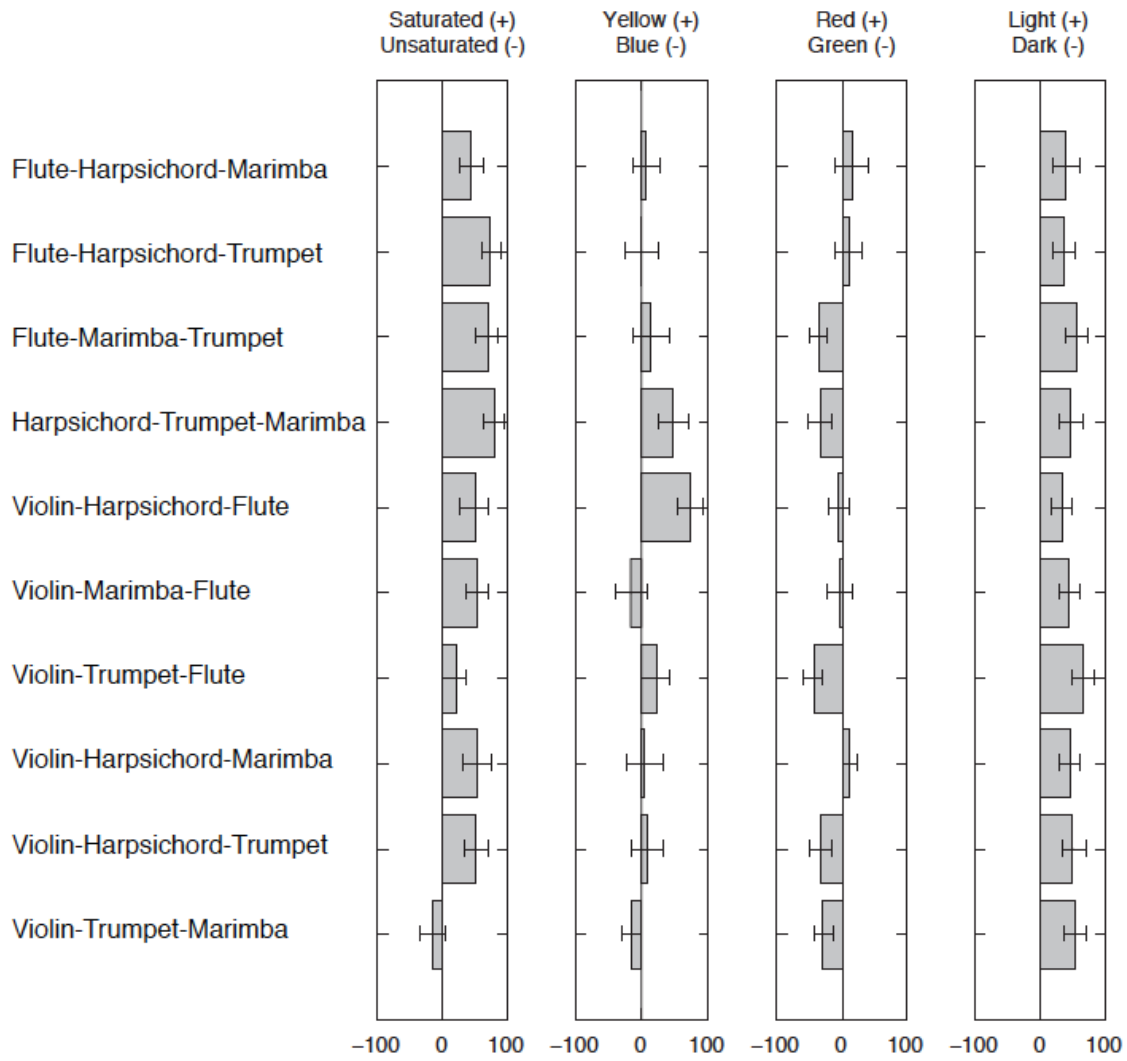 Saturated (+)
Unsaturated (-)
Yellow (+)
Blue (-)
Red (+)
Green (-)
Light (+)
Dark (-)
Flute-Harpsichord-Marimba
Flute-Harpsichord-Trumpet
Flute-Marimba-Trumpet
Harpsichord-Trumpet-Marimba
Violin-Harpsichord-Flute
Violin-Marimba-Flute
Violin-Trumpet-Flute
Violin-Harpsichord-Marimba
Violin-Harpsichord-Trumpet
Violin-Trumpet-Marimba
−100 0 100
−100 0 100
−100 0 100
−100 0 100